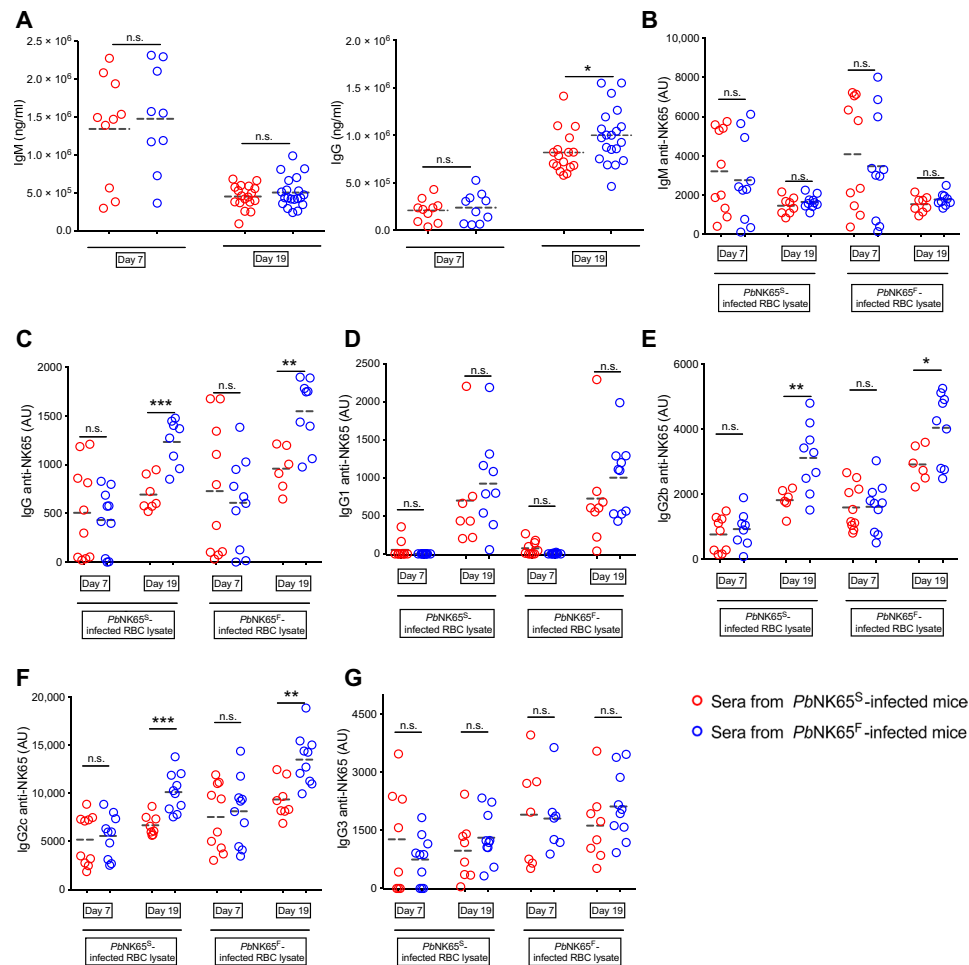 A
2.5 × 10⁶
2.0 × 10⁶
1.5 × 10⁶
1.0 × 10⁶
5.0 × 10⁵
0.0
IgM (ng/ml)
n.s.
n.s.
Day 7
Day 19
2.0 × 10⁶
1.5 × 10⁶
1.0 × 10⁶
5.0 × 10⁵
0.0
IgG (ng/ml)
n.s.
*
Day 7
Day 19
B
10,000
8000
6000
4000
2000
0
IgM anti-NK65 (AU)
n.s.
n.s.
n.s.
n.s.
Day 7
Day 19
Day 7
Day 19
PbNK65ˢ-
infected RBC lysate
PbNK65ᶠ-
infected RBC lysate
C
2000
1500
1000
500
0
IgG anti-NK65 (AU)
n.s.
***
n.s.
**
Day 7
Day 19
Day 7
Day 19
PbNK65ˢ-
infected RBC lysate
PbNK65ᶠ-
infected RBC lysate
D
2500
2000
1500
1000
500
0
IgG1 anti-NK65 (AU)
n.s.
n.s.
n.s.
n.s.
Day 7
Day 19
Day 7
Day 19
PbNK65ˢ-
infected RBC lysate
PbNK65ᶠ-
infected RBC lysate
E
6000
4000
2000
0
IgG2b anti-NK65 (AU)
n.s.
**
n.s.
*
Day 7
Day 19
Day 7
Day 19
PbNK65ˢ-
infected RBC lysate
PbNK65ᶠ-
infected RBC lysate
F
20,000
15,000
10,000
5000
0
IgG2c anti-NK65 (AU)
n.s.
***
n.s.
**
Day 7
Day 19
Day 7
Day 19
PbNK65ˢ-
infected RBC lysate
PbNK65ᶠ-
infected RBC lysate
G
4500
3000
1500
0
IgG3 anti-NK65 (AU)
n.s.
n.s.
n.s.
n.s.
Day 7
Day 19
Day 7
Day 19
PbNK65ˢ-
infected RBC lysate
PbNK65ᶠ-
infected RBC lysate
Sera from PbNK65ˢ-infected mice
Sera from PbNK65ᶠ-infected mice